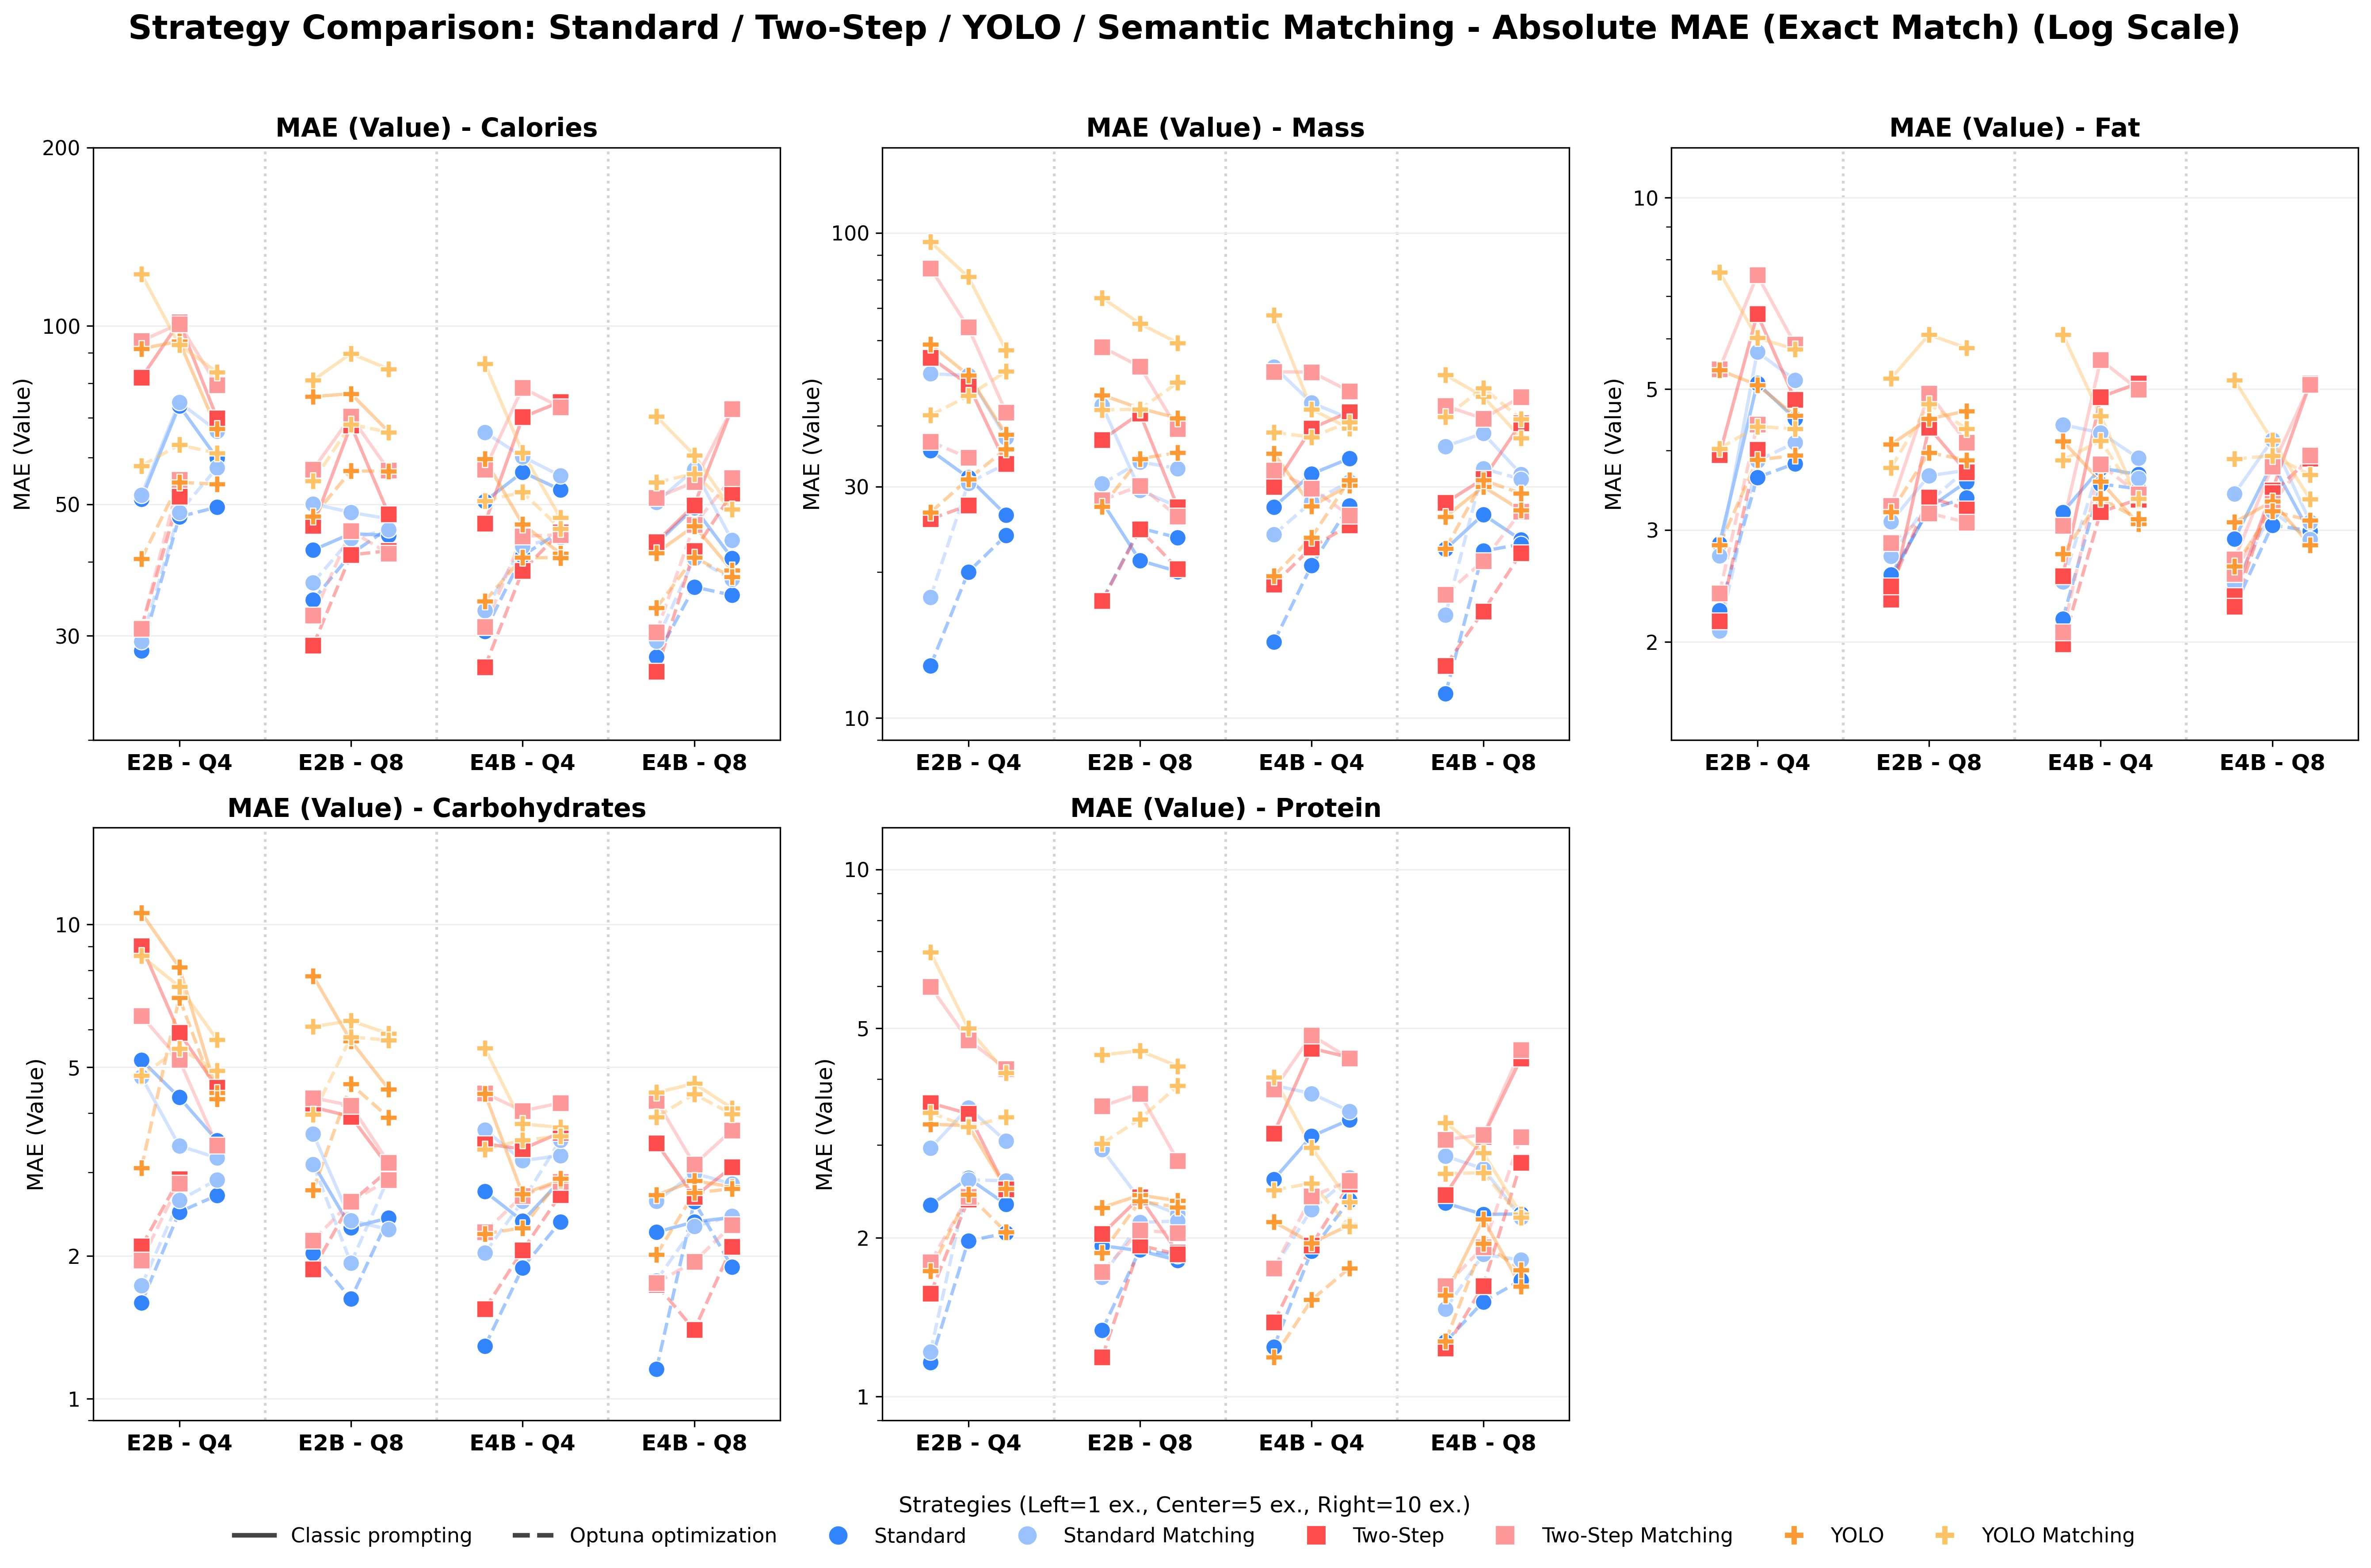 Strategy Comparison: Standard / Two-Step / YOLO / Semantic Matching - Absolute MAE (Exact Match) (Log Scale)
MAE (Value) - Calories
MAE (Value)
200
100
50
30
E2B - Q4
E2B - Q8
E4B - Q4
E4B - Q8
MAE (Value) - Mass
MAE (Value)
100
30
10
E2B - Q4
E2B - Q8
E4B - Q4
E4B - Q8
MAE (Value) - Fat
MAE (Value)
10
5
3
2
E2B - Q4
E2B - Q8
E4B - Q4
E4B - Q8
MAE (Value) - Carbohydrates
MAE (Value)
10
5
2
1
E2B - Q4
E2B - Q8
E4B - Q4
E4B - Q8
MAE (Value) - Protein
MAE (Value)
10
5
2
1
E2B - Q4
E2B - Q8
E4B - Q4
E4B - Q8
Strategies (Left=1 ex., Center=5 ex., Right=10 ex.)
Classic prompting
Optuna optimization
Standard
Standard Matching
Two-Step
Two-Step Matching
YOLO
YOLO Matching